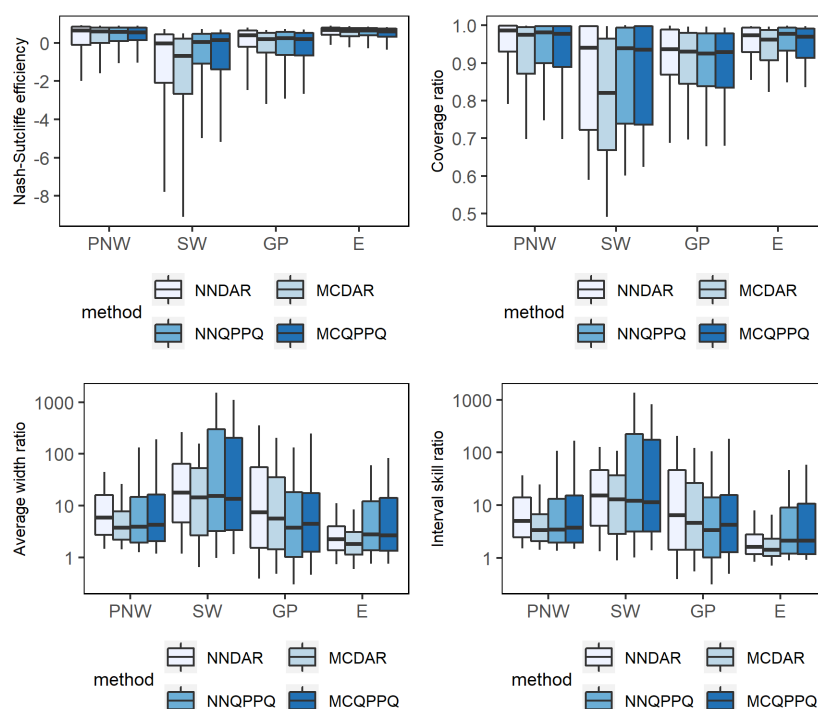 Nash-Sutcliffe efficiency
0
-2
-4
-6
-8
PNW SW GP E
method NNDAR MCDAR
NNQPPQ MCQPPQ
Coverage ratio
1.0
0.9
0.8
0.7
0.6
0.5
PNW SW GP E
method NNDAR MCDAR
NNQPPQ MCQPPQ
Average width ratio
1000
100
10
1
PNW SW GP E
method NNDAR MCDAR
NNQPPQ MCQPPQ
Interval skill ratio
1000
100
10
1
PNW SW GP E
method NNDAR MCDAR
NNQPPQ MCQPPQ